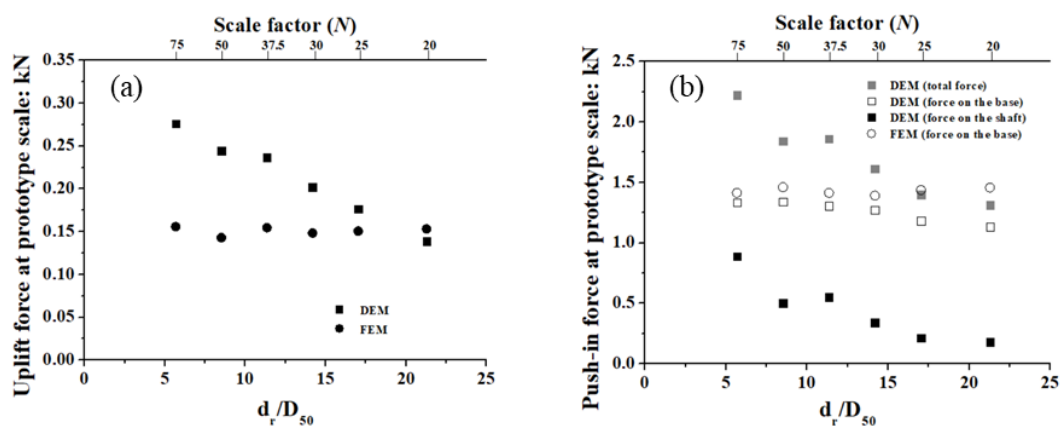 Scale factor (N)
75 50 37.5 30 25 20
Uplift force at prototype scale: kN
0.35
0.30
0.25
0.20
0.15
0.10
0.05
0.00
(a)
DEM
FEM
0 5 10 15 20 25
d_r/D_50
Scale factor (N)
75 50 37.5 30 25 20
Push-in force at prototype scale: kN
2.5
2.0
1.5
1.0
0.5
0.0
(b)
DEM (total force)
DEM (force on the base)
DEM (force on the shaft)
FEM (force on the base)
0 5 10 15 20 25
d_r/D_50